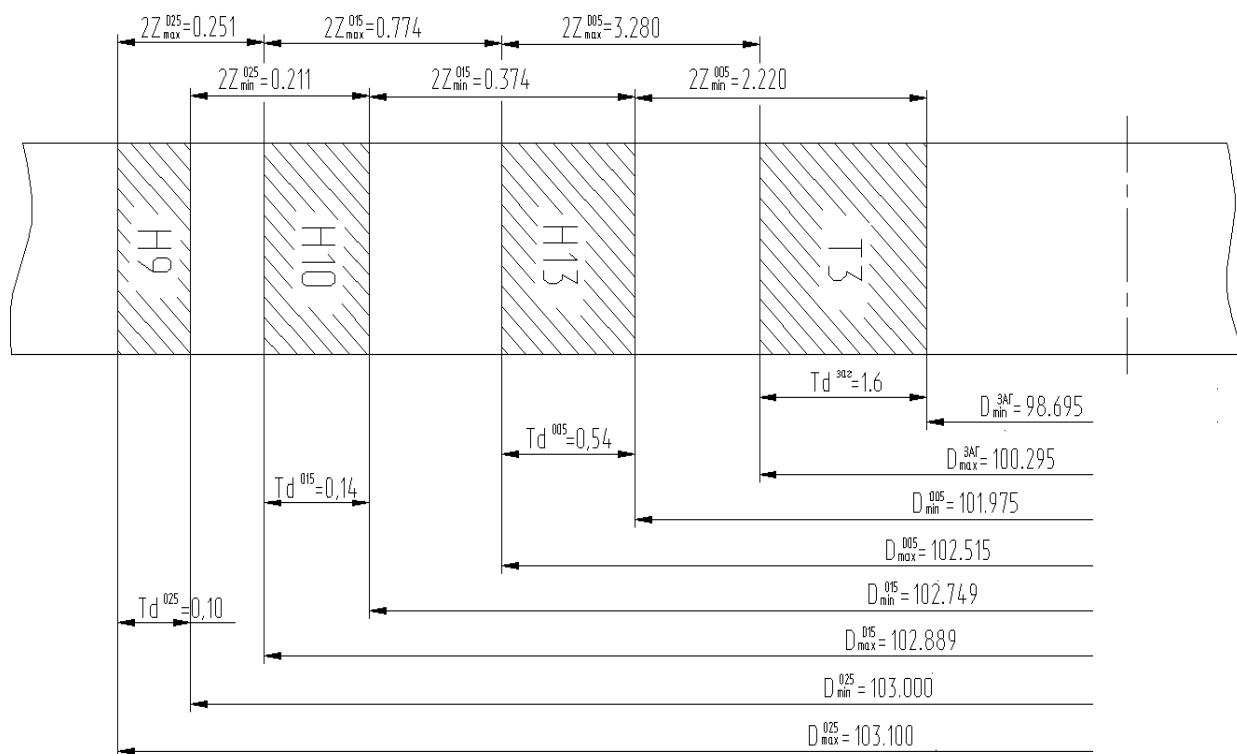 2Z max 025 =0.251 2Z max 015 =0.774 2Z max 005 =3.280
2Z min 025 =0.211 2Z min 015 =0.374 2Z min 005 =2.220
H9 H10 H13 T3
Td заг =1.6
D min ЗАГ = 98.695
Td 005 =0,54
D max ЗАГ = 100.295
Td 015 =0,14
D min 005 = 101.975
D max 005 = 102.515
Td 025 =0,10
D min 015 = 102.749
D max 015 = 102.889
D min 025 = 103.000
D max 025 = 103.100